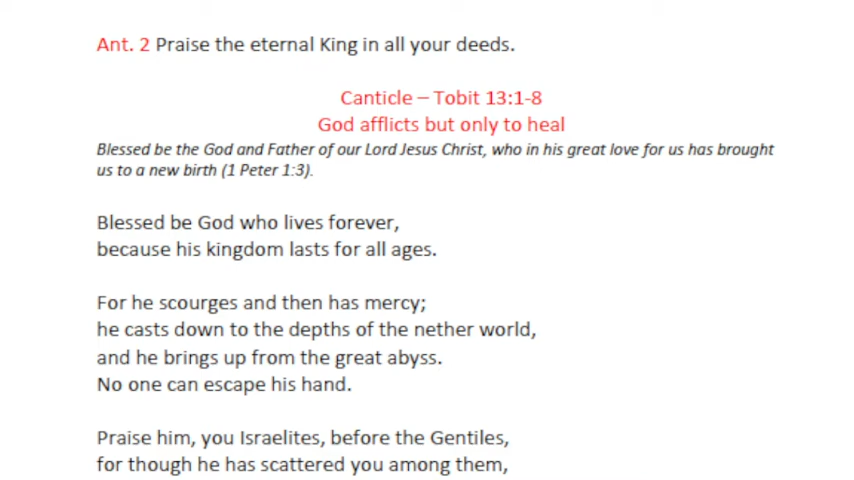 Ant. 2 Praise the eternal King in all your deeds.
Canticle – Tobit 13:1-8
God afflicts but only to heal
Blessed be the God and Father of our Lord Jesus Christ, who in his great love for us has brought
us to a new birth (1 Peter 1:3).
Blessed be God who lives forever,
because his kingdom lasts for all ages.
For he scourges and then has mercy;
he casts down to the depths of the nether world,
and he brings up from the great abyss.
No one can escape his hand.
Praise him, you Israelites, before the Gentiles,
for though he has scattered you among them,